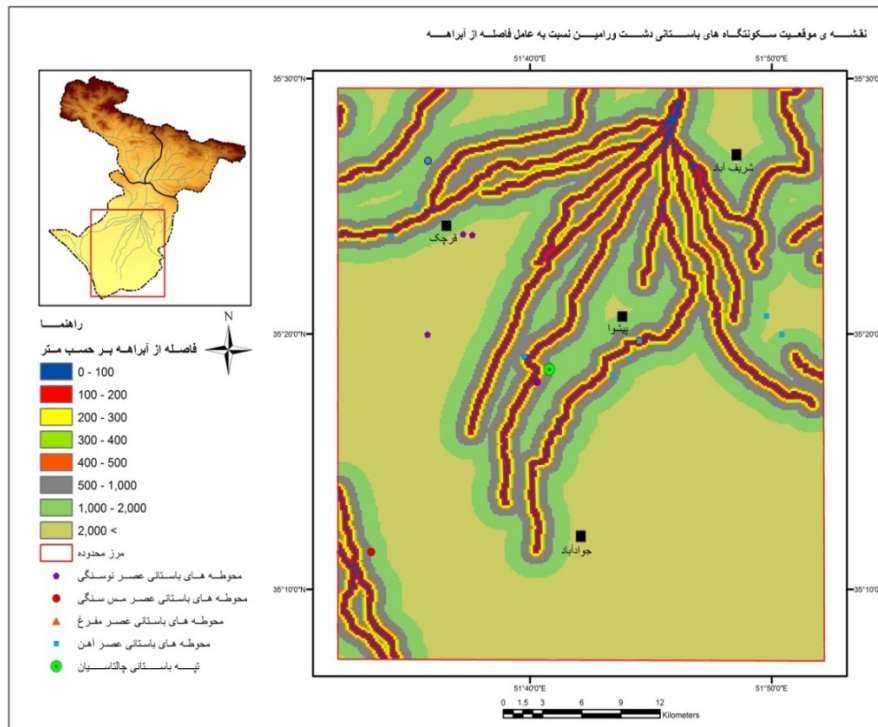 نقشه ی موقعیت سکونتگاه های باستانی دشت ورامین نسبت به عامل فاصله از آبراهه
51°40'0"E
51°50'0"E
35°30'0"N
35°30'0"N
شریف آباد
قرچک
N
راهنما
فاصله از آبراهه بر حسب متر
35°20'0"N
35°20'0"N
پیشوا
0 - 100
100 - 200
200 - 300
300 - 400
400 - 500
500 - 1,000
1,000 - 2,000
2,000 <
جوادآباد
مرز محدوده
محوطه های باستانی عصر نوسنگی
35°10'0"N
35°10'0"N
محوطه های باستانی عصر مس سنگی
محوطه های باستانی عصر مفرغ
محوطه های باستانی عصر آهن
تپه باستانی چالتاسیان
51°40'0"E
51°50'0"E
0 1.5 3 6 9 12
Kilometers